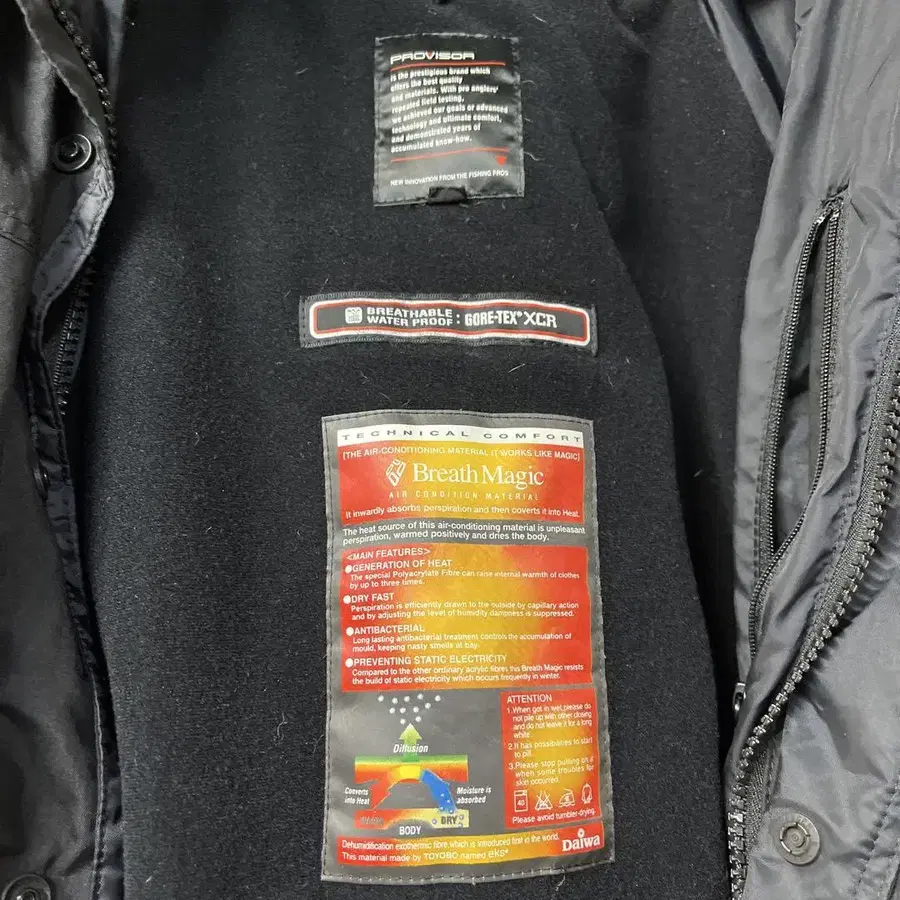 PROVISOR
is the prestigious brand which
offers the best quality
and materials. With pro anglers'
repeated field testing,
we achieved our goals or advanced
technology and ultimate comfort,
and demonstrated years of
accumulated know-how.
NEW INNOVATION FROM THE FISHING PROS
BREATHABLE
WATER PROOF : GORE-TEX® XCR
TECHNICAL COMFORT
[THE AIR-CONDITIONING MATERIAL IT WORKS LIKE MAGIC]
Breath Magic
AIR CONDITION MATERIAL
It inwardly absorbs perspiration and then coverts it into Heat.
The heat source of this air-conditioning material is unpleasant
perspiration, warmed positively and dries the body.
<MAIN FEATURES>
●GENERATION OF HEAT
The special Polyacrylate Fibre can raise internal warmth of clothes
by up to three times.
●DRY FAST
Perspiration is efficiently drawn to the outside by capillary action
and by adjusting the level of humidity dampness is suppressed.
●ANTIBACTERIAL
Long lasting antibacterial treatment controls the accumulation of
mould, keeping nasty smells at bay.
●PREVENTING STATIC ELECTRICITY
Compared to the other ordinary acrylic fibres this Breath Magic resists
the build of static electricity which occurs frequently in winter.
Diffusion
Converts
into Heat
Moisture is
absorbed
BODY
DRY
ATTENTION
1.When got in wet,please do
not pile up with other closing
and do not leave it for a long
white.
2.It has possibilities to start
to pill.
3.Please stop putting on it
when some troubles for
skin occurred.
40
Please avoid tumbler-drying.
Dehumidification exothermic fibre which is introduced first in the world.
This material made by TOYOBO named eks®
Daiwa